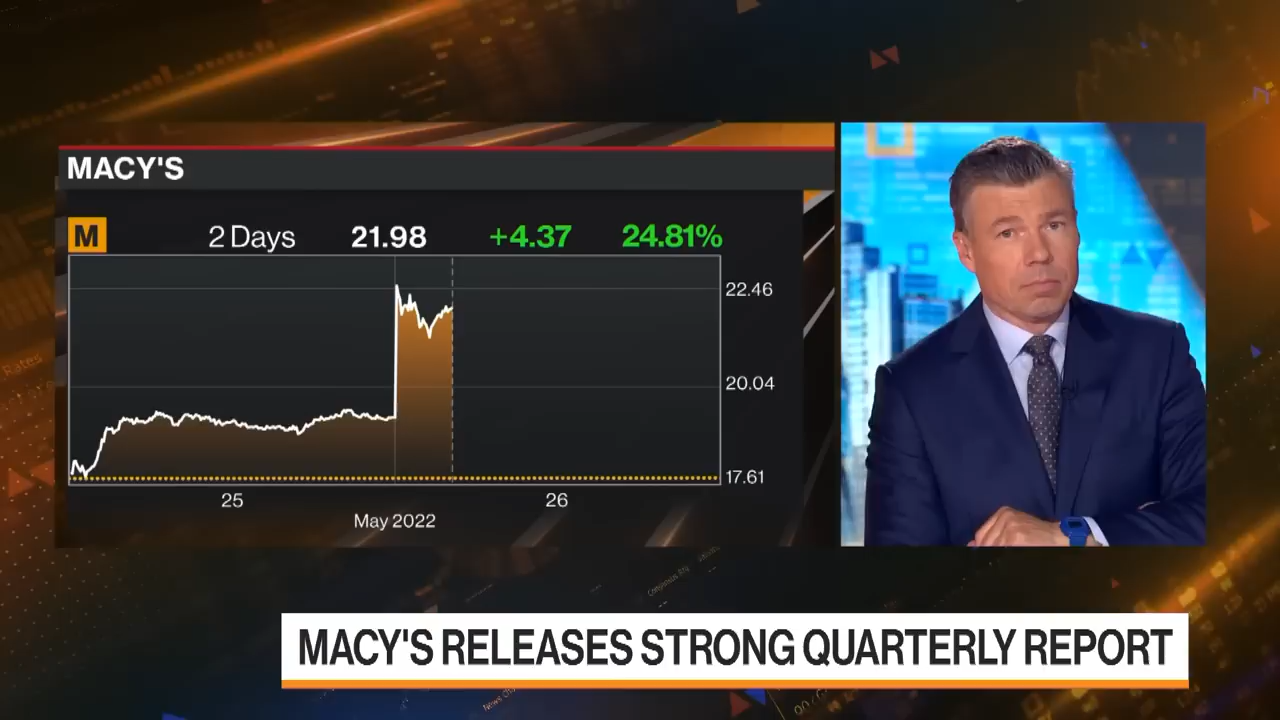 MACY'S
M 2 Days 21.98 +4.37 24.81%
22.46
20.04
17.61
25 26
May 2022
Rates
MACY'S RELEASES STRONG QUARTERLY REPORT